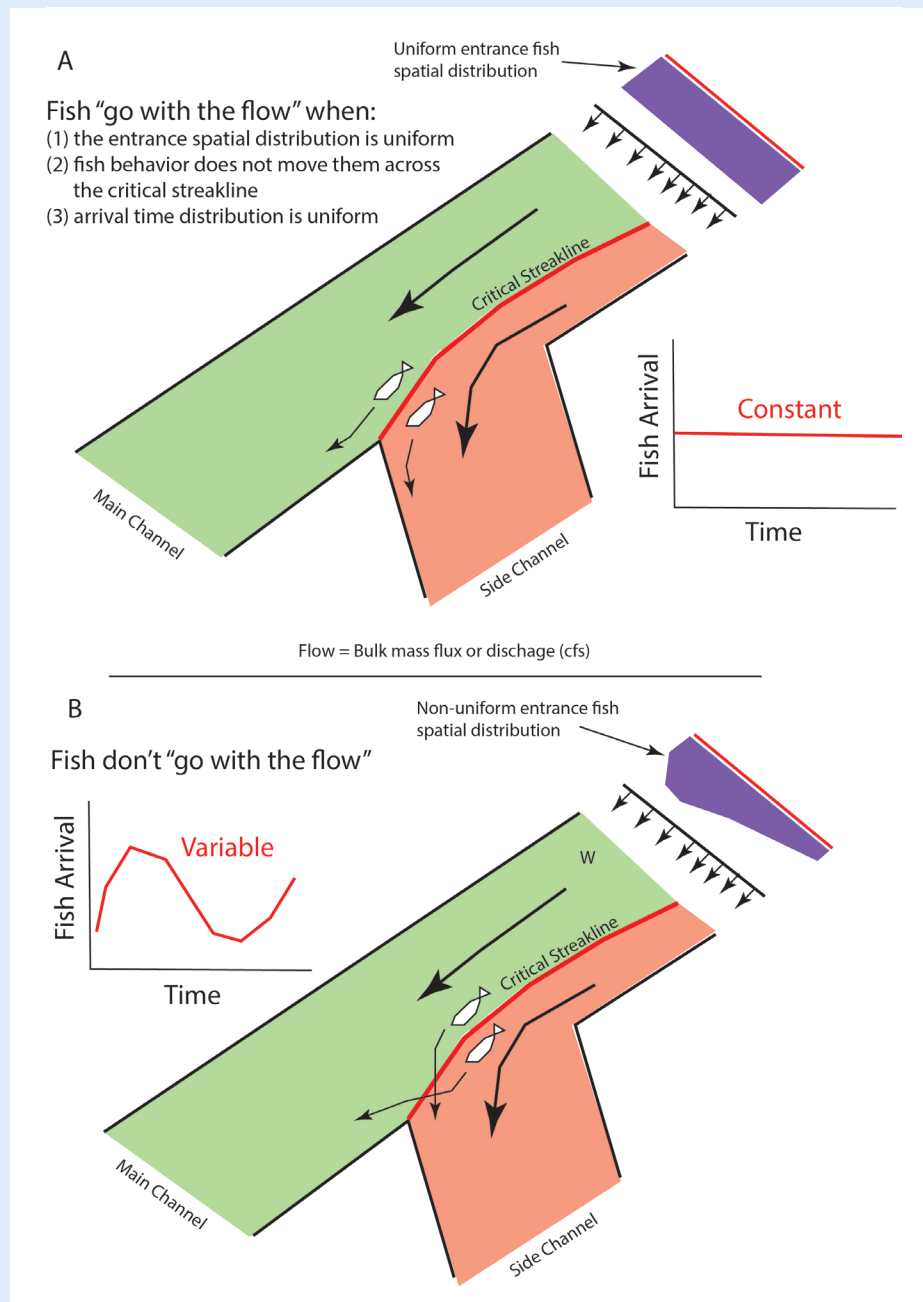 A
Uniform entrance fish
spatial distribution
Fish “go with the flow” when:
(1) the entrance spatial distribution is uniform
(2) fish behavior does not move them across
the critical streakline
(3) arrival time distribution is uniform
Critical Streakline
Fish Arrival
Constant
Time
Main Channel
Side Channel
Flow = Bulk mass flux or dischage (cfs)
B
Non-uniform entrance fish
spatial distribution
Fish don’t “go with the flow”
Fish Arrival
Variable
Time
W
Critical Streakline
Main Channel
Side Channel